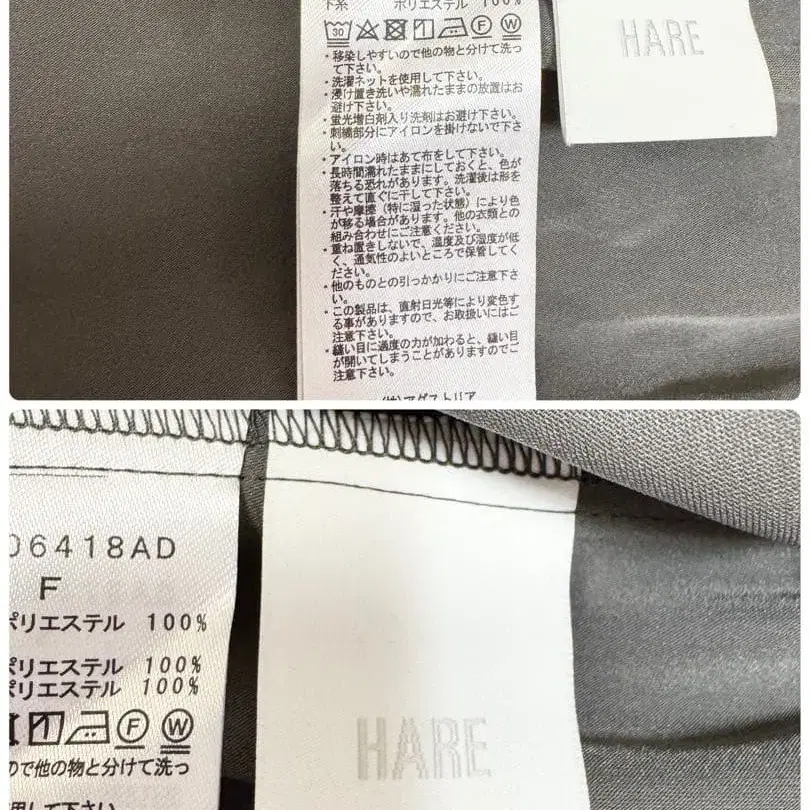 下糸 ポリエステル 100%
30
・移染しやすいので他の物と分けて洗っ
て下さい。
・洗濯ネットを使用して下さい。
・浸け置き洗いや濡れたままの放置はお
避け下さい。
・蛍光増白剤入り洗剤はお避け下さい。
・刺繍部分にアイロンを掛けないで下さ
い。
・アイロン時はあて布をして下さい。
・長時間濡れたままにしておくと、色が
落ちる恐れがあります。洗濯後は形を
整えて直ぐに干して下さい。
・汗や摩擦（特に湿った状態）により色
が移る場合があります。他の衣類との
組み合わせにご注意ください。
・重ね置きしないで、温度及び湿度が低
く、通気性のよいところで保管してく
ださい。
・他のものとの引っかかりにご注意下さ
い。
・この製品は、直射日光等により変色す
る事がありますので、お取扱いにはご
注意下さい。
・縫い目に過度の力が加わると、縫い目
が開いてしまうことがありますのでご
注意下さい。
(株)アダストリア
HARE
06418AD
F
ポリエステル 100%
ポリエステル 100%
ポリエステル 100%
F W
ので他の物と分けて洗っ
用して下さい
HARE